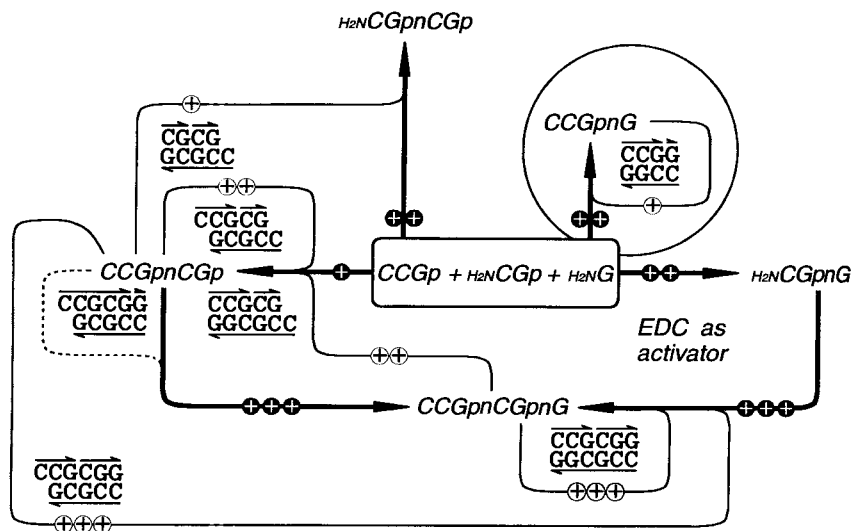 H2NCGpnCGp
+
CGCG
GCGCC
CCGpnG
CCGG
GGCC
+
++
++
++
CCGCG
GCGCC
CCGpnCGp
+
CCGp + H2NCGp + H2NG
++
H2NCGpnG
CCGCGG
GCGCC
CCGCG
GGCGCC
EDC as
activator
++
+++
CCGpnCGpnG
+++
CCGCGG
GGCGCC
CCGCGG
GCGCC
+++
+++